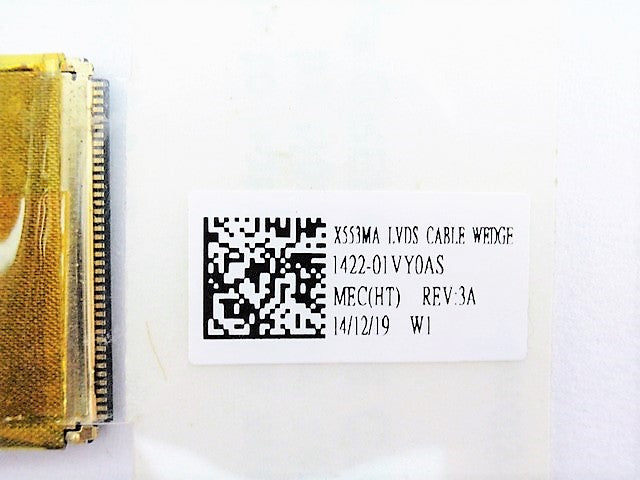 X553MA LVDS CABLE WEDGE
1422-01VY0AS
MEC(HT) REV:3A
14/12/19 W1